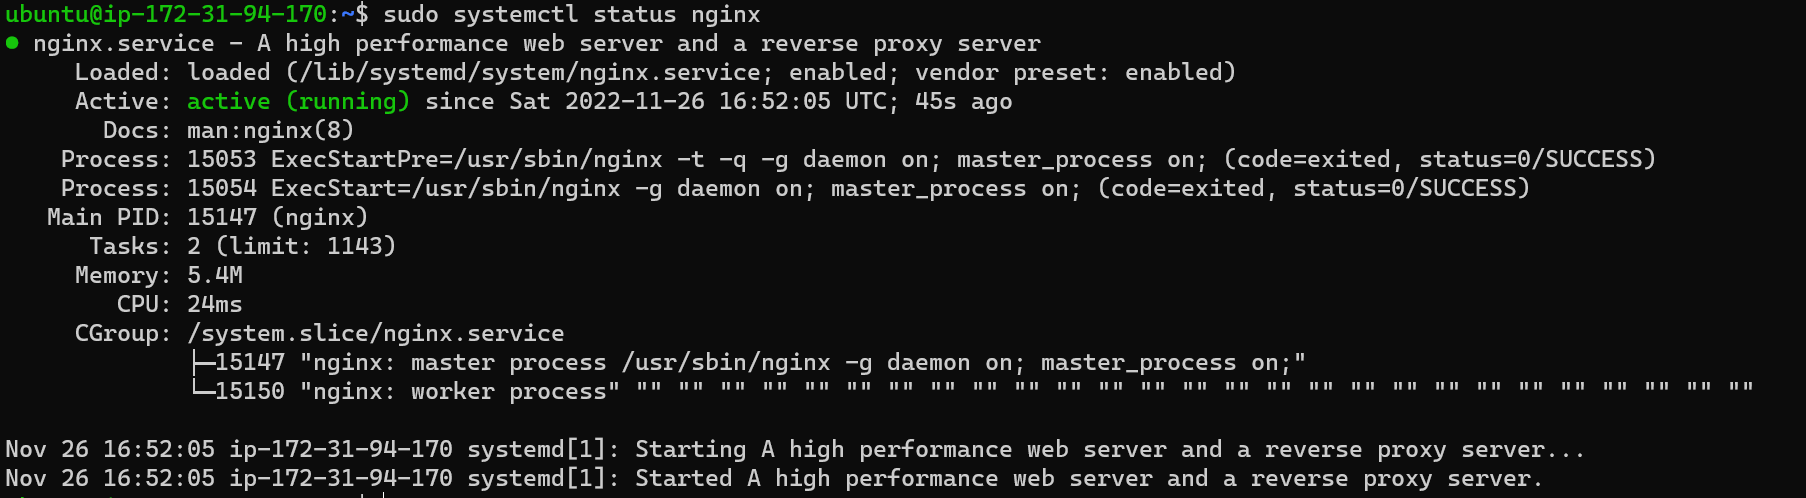 ubuntu@ip-172-31-94-170:~$ sudo systemctl status nginx
● nginx.service - A high performance web server and a reverse proxy server
     Loaded: loaded (/lib/systemd/system/nginx.service; enabled; vendor preset: enabled)
     Active: active (running) since Sat 2022-11-26 16:52:05 UTC; 45s ago
       Docs: man:nginx(8)
    Process: 15053 ExecStartPre=/usr/sbin/nginx -t -q -g daemon on; master_process on; (code=exited, status=0/SUCCESS)
    Process: 15054 ExecStart=/usr/sbin/nginx -g daemon on; master_process on; (code=exited, status=0/SUCCESS)
   Main PID: 15147 (nginx)
      Tasks: 2 (limit: 1143)
     Memory: 5.4M
        CPU: 24ms
     CGroup: /system.slice/nginx.service
             ├─15147 "nginx: master process /usr/sbin/nginx -g daemon on; master_process on;"
             └─15150 "nginx: worker process" "" "" "" "" "" "" "" "" "" "" "" "" "" "" "" "" "" "" "" "" "" "" "" "" "" "" ""

Nov 26 16:52:05 ip-172-31-94-170 systemd[1]: Starting A high performance web server and a reverse proxy server...
Nov 26 16:52:05 ip-172-31-94-170 systemd[1]: Started A high performance web server and a reverse proxy server.